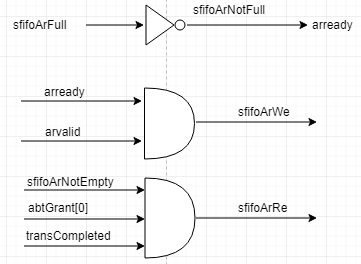 sfifoArNotFull
sfifoArFull
arready
arready
sfifoArWe
arvalid
sfifoArNotEmpty
abtGrant[0]
sfifoArRe
transCompleted